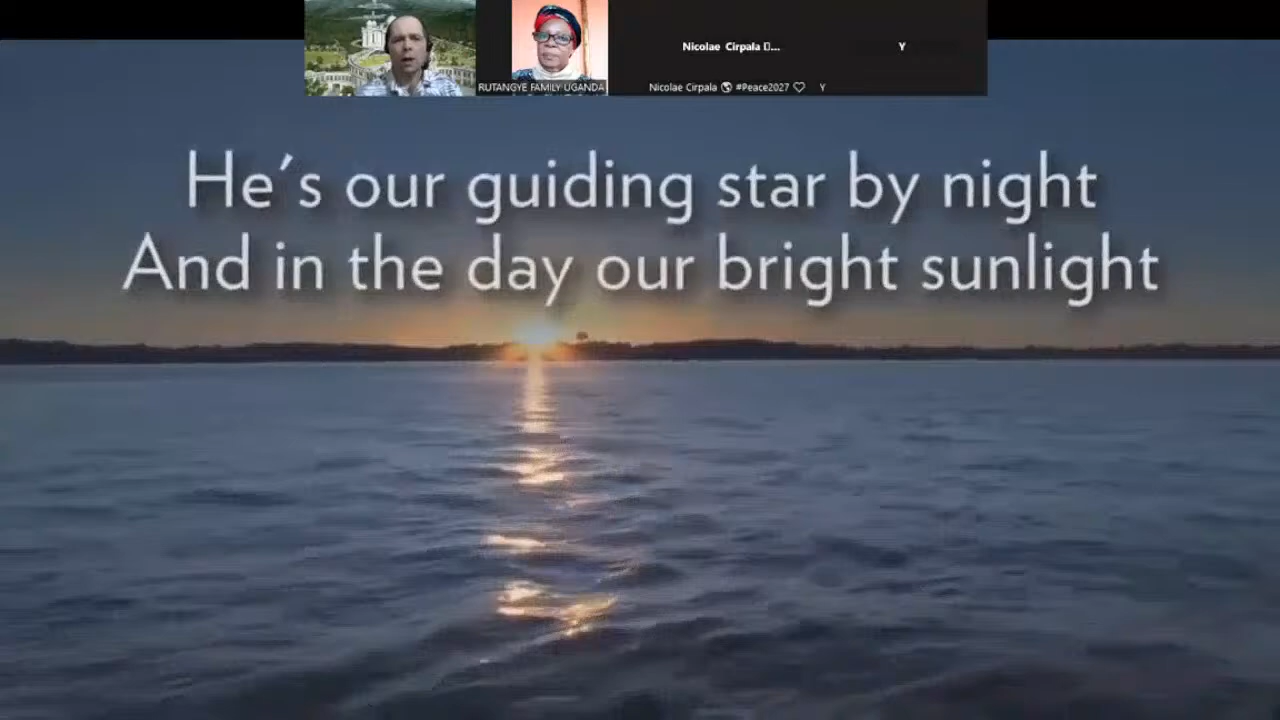 Nicolae Cirpala ...
Y
RUTANGYE FAMILY UGANDA
Nicolae Cirpala 🌎 #Peace2027 ♡
Y
He's our guiding star by night
And in the day our bright sunlight